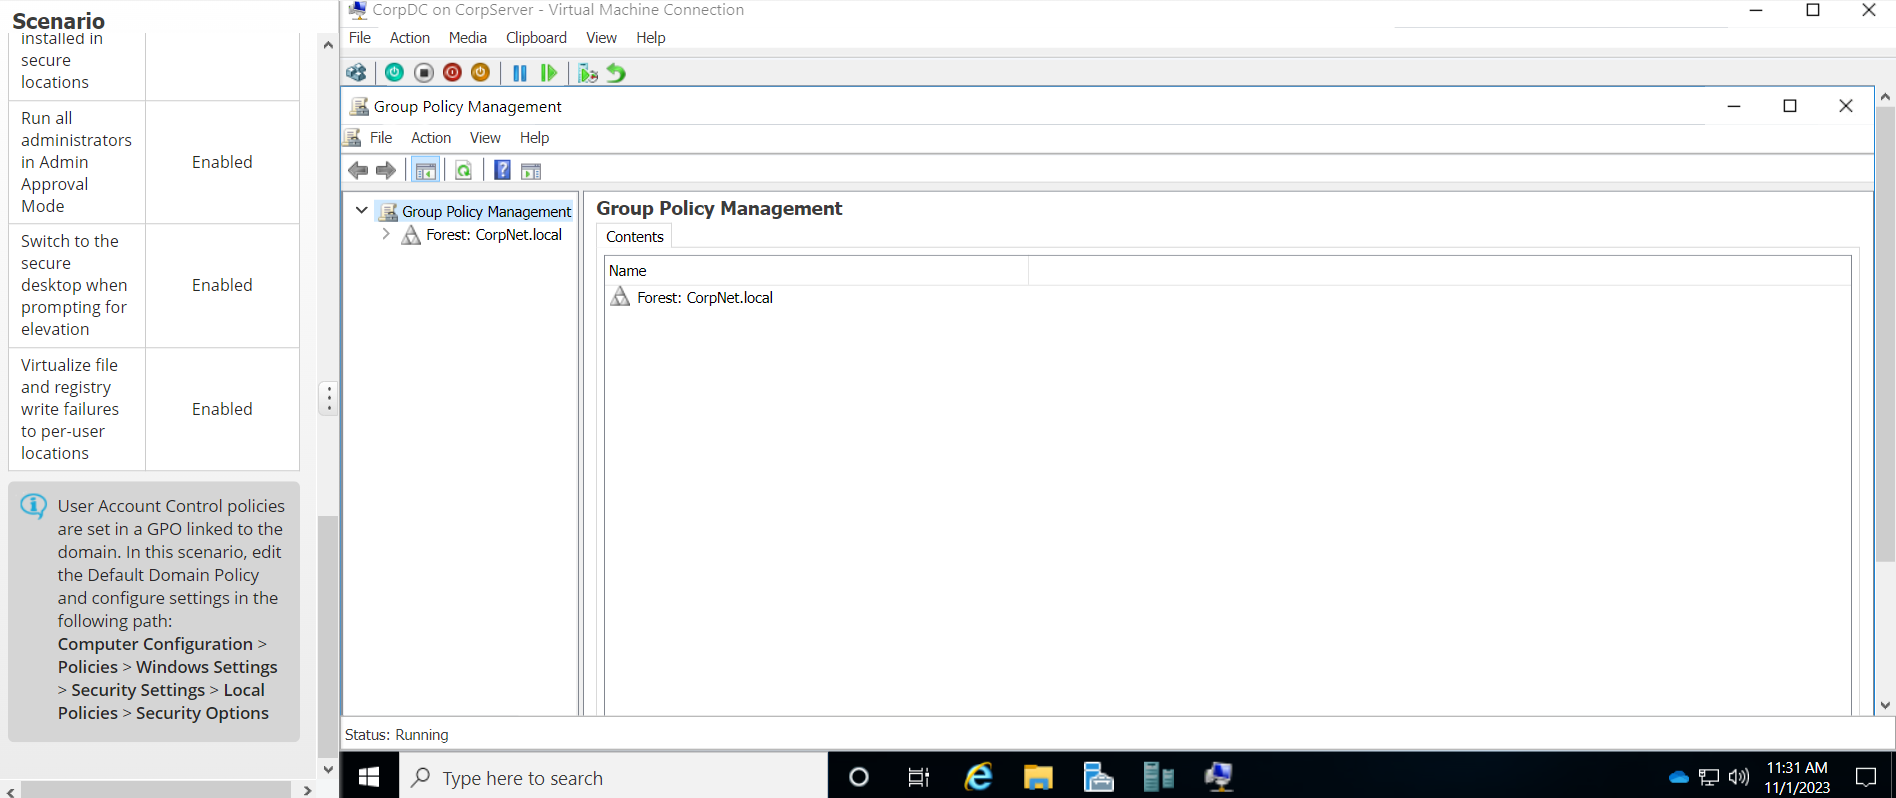 Scenario
installed in
secure
locations
Run all
administrators
in Admin
Approval
Mode
Enabled
Switch to the
secure
desktop when
prompting for
elevation
Enabled
Virtualize file
and registry
write failures
to per-user
locations
Enabled
User Account Control policies
are set in a GPO linked to the
domain. In this scenario, edit
the Default Domain Policy
and configure settings in the
following path:
Computer Configuration >
Policies > Windows Settings
> Security Settings > Local
Policies > Security Options
CorpDC on CorpServer - Virtual Machine Connection
File Action Media Clipboard View Help
Group Policy Management
File Action View Help
Group Policy Management
Forest: CorpNet.local
Group Policy Management
Contents
Name
Forest: CorpNet.local
Status: Running
Type here to search
11:31 AM
11/1/2023